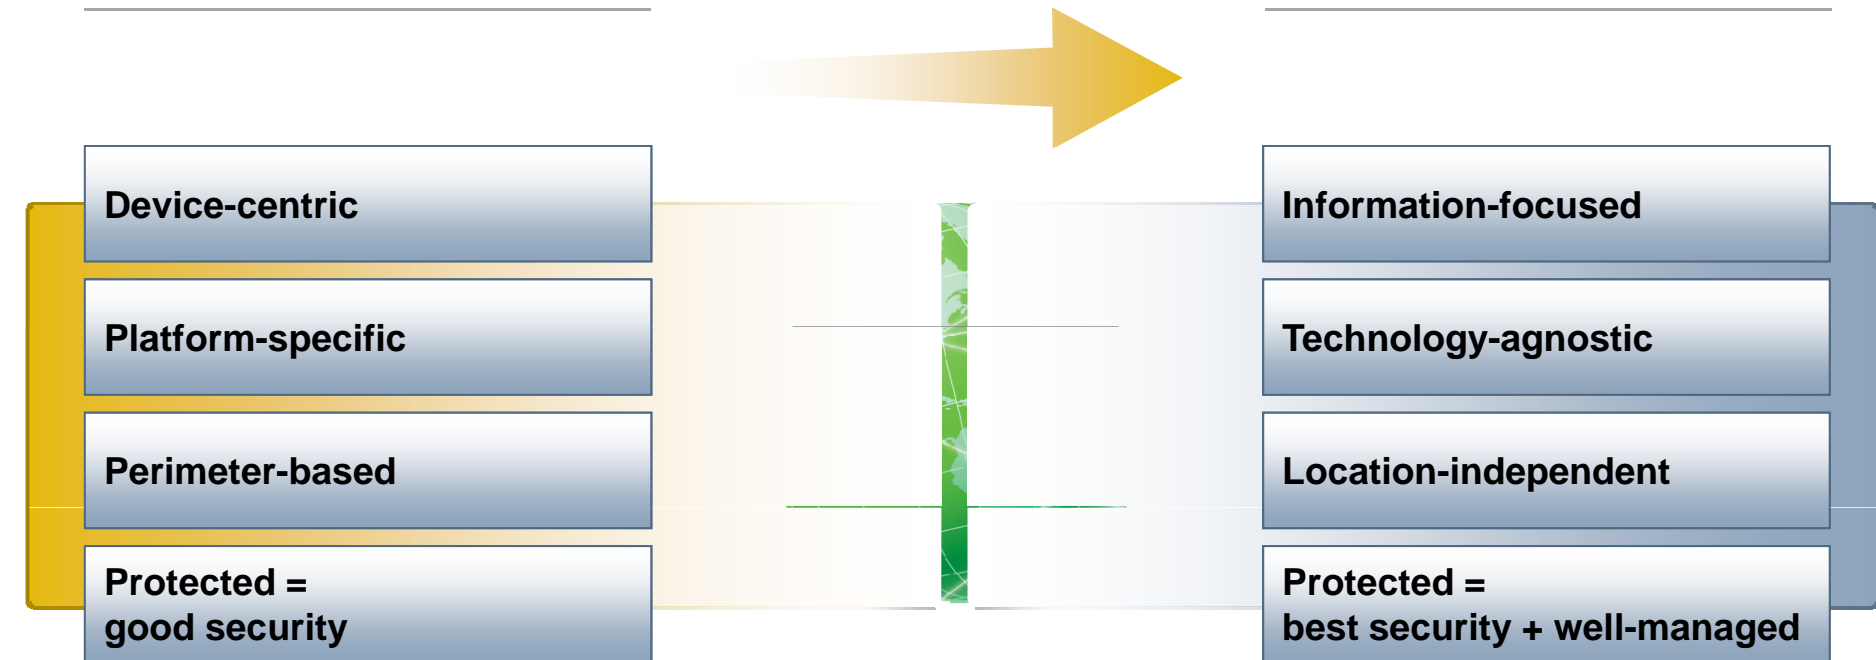 Device-centric
Platform-specific
Perimeter-based
Protected =
good security
Information-focused
Technology-agnostic
Location-independent
Protected =
best security + well-managed